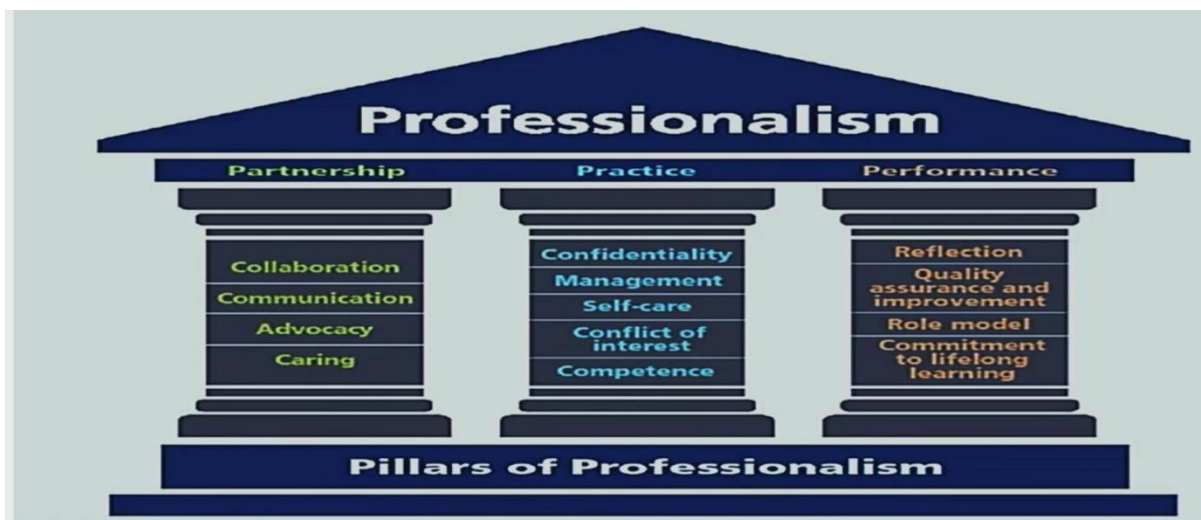 Professionalism
Partnership
Practice
Performance
Collaboration
Communication
Advocacy
Caring
Confidentiality
Management
Self-care
Conflict of
interest
Competence
Reflection
Quality
assurance and
improvement
Role model
Commitment
to lifelong
learning
Pillars of Professionalism